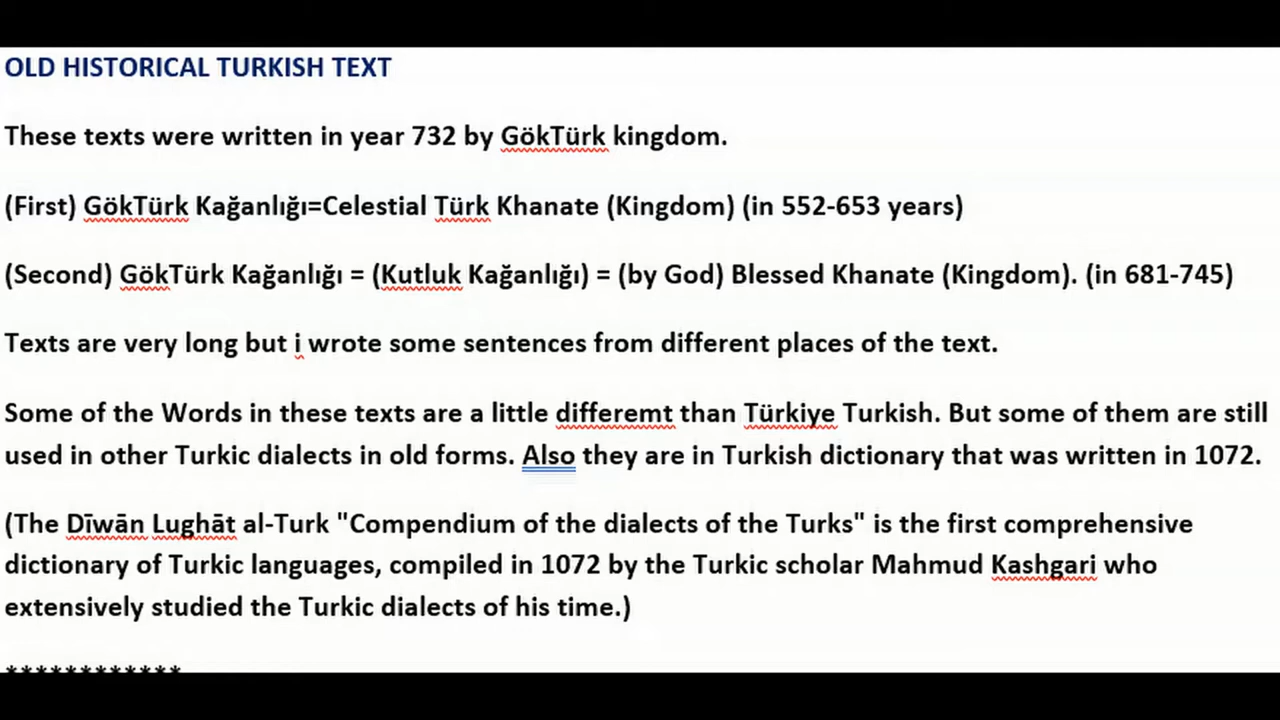 OLD HISTORICAL TURKISH TEXT
These texts were written in year 732 by GökTürk kingdom.
(First) GökTürk Kağanlığı=Celestial Türk Khanate (Kingdom) (in 552-653 years)
(Second) GökTürk Kağanlığı = (Kutluk Kağanlığı) = (by God) Blessed Khanate (Kingdom). (in 681-745)
Texts are very long but i wrote some sentences from different places of the text.
Some of the Words in these texts are a little differemt than Türkiye Turkish. But some of them are still
used in other Turkic dialects in old forms. Also they are in Turkish dictionary that was written in 1072.
(The Dīwān Lughāt al-Turk "Compendium of the dialects of the Turks" is the first comprehensive
dictionary of Turkic languages, compiled in 1072 by the Turkic scholar Mahmud Kashgari who
extensively studied the Turkic dialects of his time.)
************